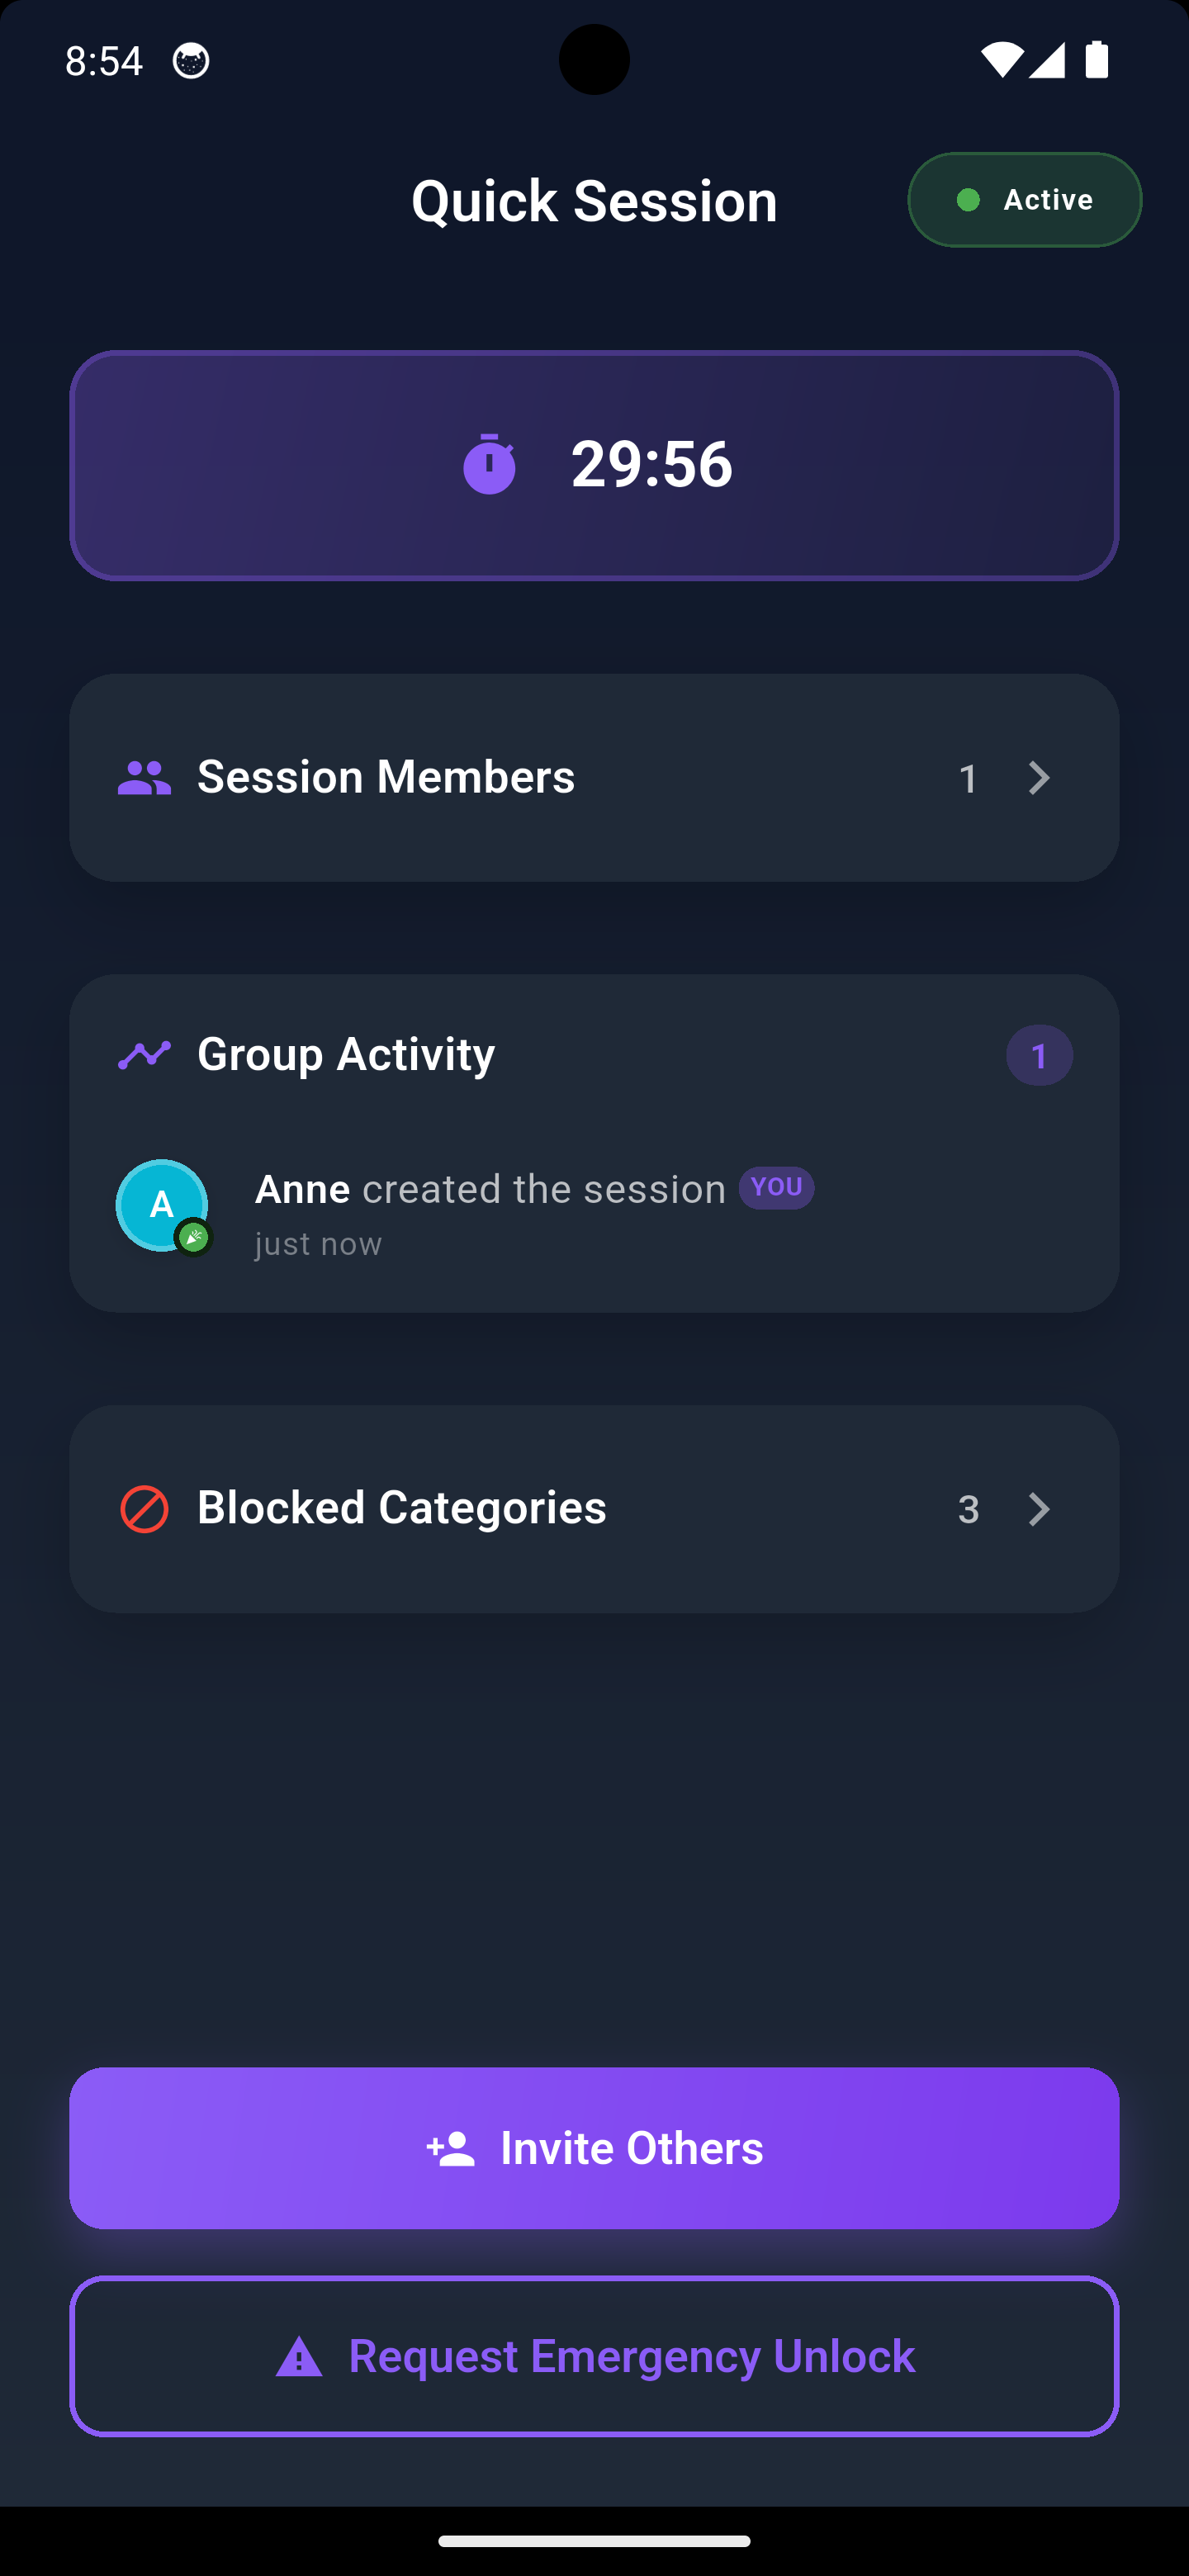 8:54
Quick Session
Active
29:56
Session Members
1
Group Activity
1
A
Anne created the session YOU
just now
Blocked Categories
3
Invite Others
Request Emergency Unlock